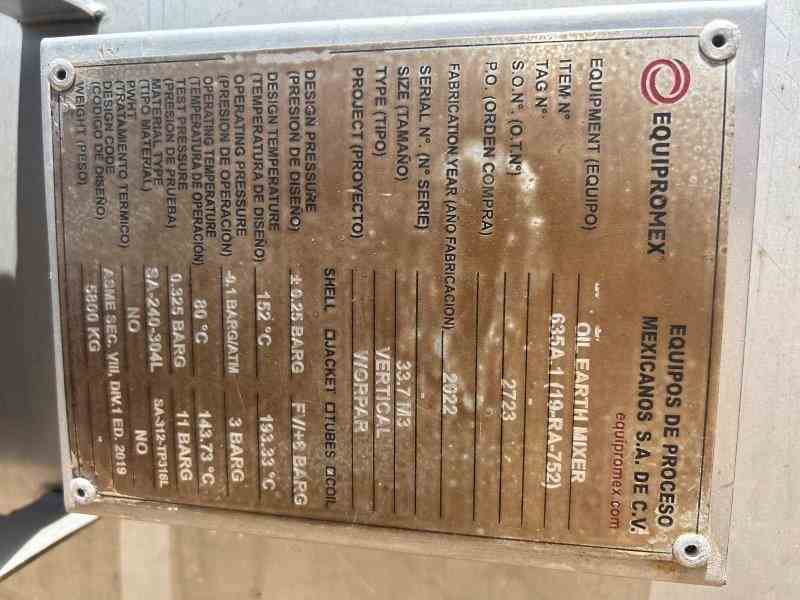 EQUIPROMEX
EQUIPOS DE PROCESO
MEXICANOS S.A. DE C.V.
equipromex.com
EQUIPMENT (EQUIPO) OIL EARTH MIXER
ITEM N° 635A.1 (19-RA-752)
TAG N°.
S.O.N°. (O.T.N°) 2723
P.O. (ORDEN COMPRA)
FABRICATION YEAR (AÑO FABRICACION) 2022
SERIAL N°. (N° SERIE)
SIZE (TAMAÑO) 33.7 M3
TYPE (TIPO) VERTICAL
PROJECT (PROYECTO) WORPAR
SHELL □JACKET □TUBES □COIL
DESIGN PRESSURE
(PRESION DE DISEÑO) ± 0.25 BARG F V/+6 BARG
DESIGN TEMPERATURE
(TEMPERATURA DE DISEÑO) 152 °C 193.33 °C
OPERATING PRESSURE
(PRESION DE OPERACION) -0.1 BARG/ATM 3 BARG
OPERATING TEMPERATURE
(TEMPERATURA DE OPERACIÓN) 80 °C 143.73 °C
TEST PRESSURE
(PRESION DE PRUEBA) 0.325 BARG 11 BARG
MATERIAL TYPE
(TIPO MATERIAL) SA-240-304L SA-312-TP316L
PWHT
(TRATAMIENTO TERMICO) NO NO
DESIGN CODE
(CODIGO DE DISEÑO) ASME SEC. VIII, DIV.1 ED. 2019
WEIGHT (PESO) 5800 KG